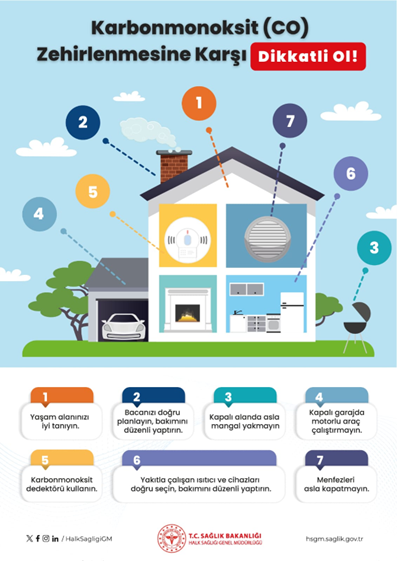 Karbonmonoksit (CO)
Zehirlenmesine Karşı Dikkatli Ol!
1
2
7
6
5
4
3
1
Yaşam alanınızı
iyi tanıyın.
2
Bacanızı doğru
planlayın, bakımını
düzenli yaptırın.
3
Kapalı alanda asla
mangal yakmayın
4
Kapalı garajda
motorlu araç
çalıştırmayın.
5
Karbonmonoksit
dedektörü kullanın.
6
Yakıtla çalışan ısıtıcı ve cihazları
doğru seçin, bakımını düzenli yaptırın.
7
Menfezleri
asla kapatmayın.
/HalkSagligiGM
T.C. SAĞLIK BAKANLIĞI
HALK SAĞLIĞI GENEL MÜDÜRLÜĞÜ
hsgm.saglik.gov.tr